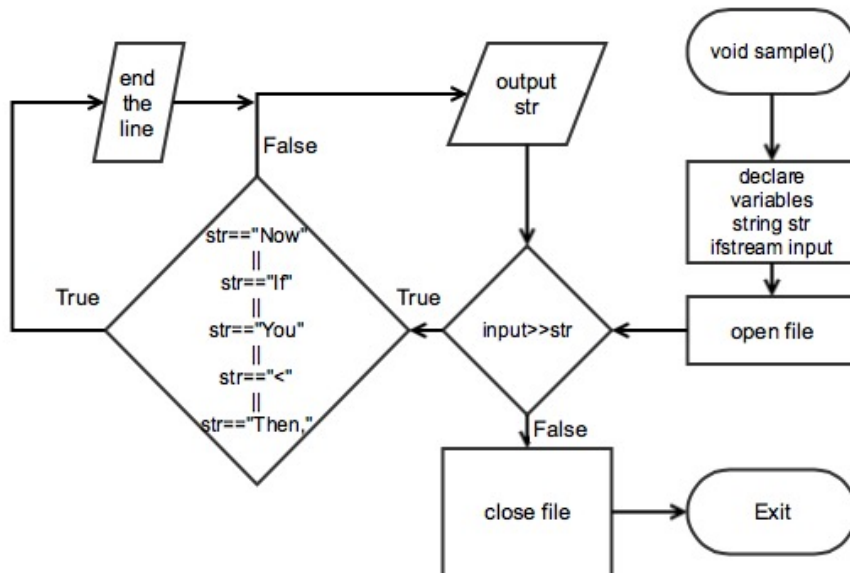 void sample()
declare
variables
string str
ifstream input
open file
input>>str
True
False
str=="Now"
||
str=="If"
||
str=="You"
||
str=="<"
||
str=="Then,"
True
False
end
the
line
output
str
close file
Exit